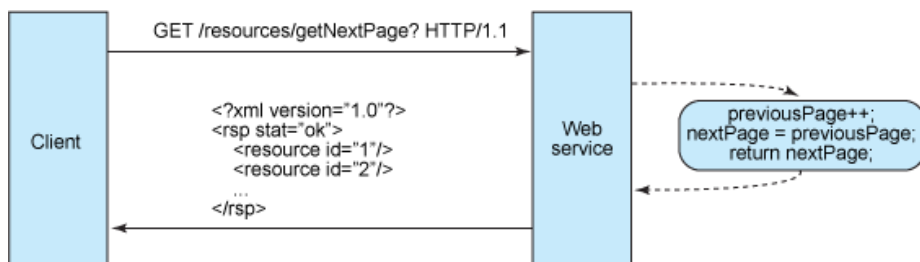 GET /resources/getNextPage? HTTP/1.1
Client
<?xml version="1.0"?>
<rsp stat="ok">
<resource id="1"/>
<resource id="2"/>
...
</rsp>
Web
service
previousPage++;
nextPage = previousPage;
return nextPage;